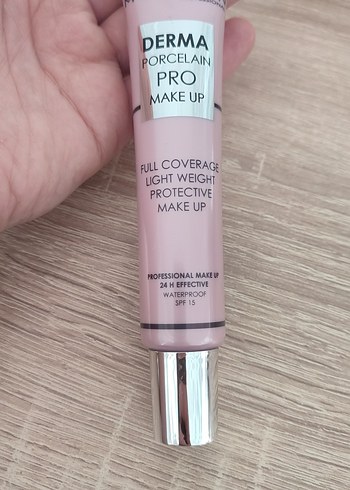 DERMA
PORCELAIN
PRO
MAKE UP
FULL COVERAGE
LIGHT WEIGHT
PROTECTIVE
MAKE UP
PROFESSIONAL MAKE UP
24 H EFFECTIVE
WATERPROOF
SPF 15